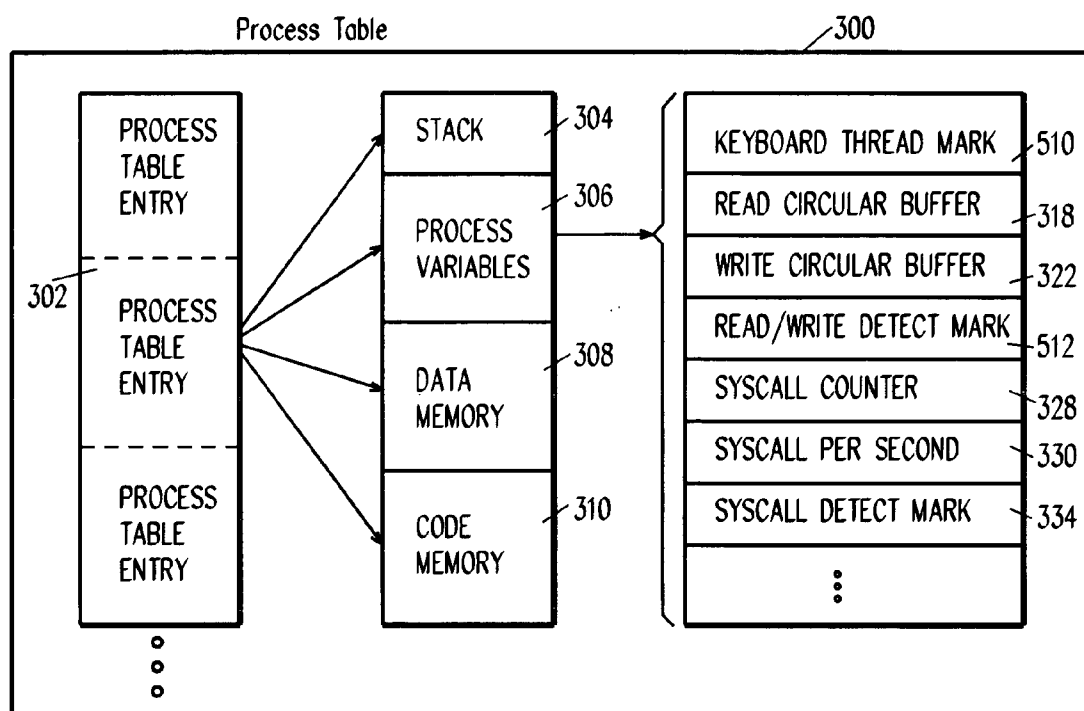 Process Table
300
PROCESS
TABLE
ENTRY
302
PROCESS
TABLE
ENTRY
PROCESS
TABLE
ENTRY
STACK
304
PROCESS
VARIABLES
306
DATA
MEMORY
308
CODE
MEMORY
310
KEYBOARD THREAD MARK
510
READ CIRCULAR BUFFER
318
WRITE CIRCULAR BUFFER
322
READ/WRITE DETECT MARK
512
SYSCALL COUNTER
328
SYSCALL PER SECOND
330
SYSCALL DETECT MARK
334